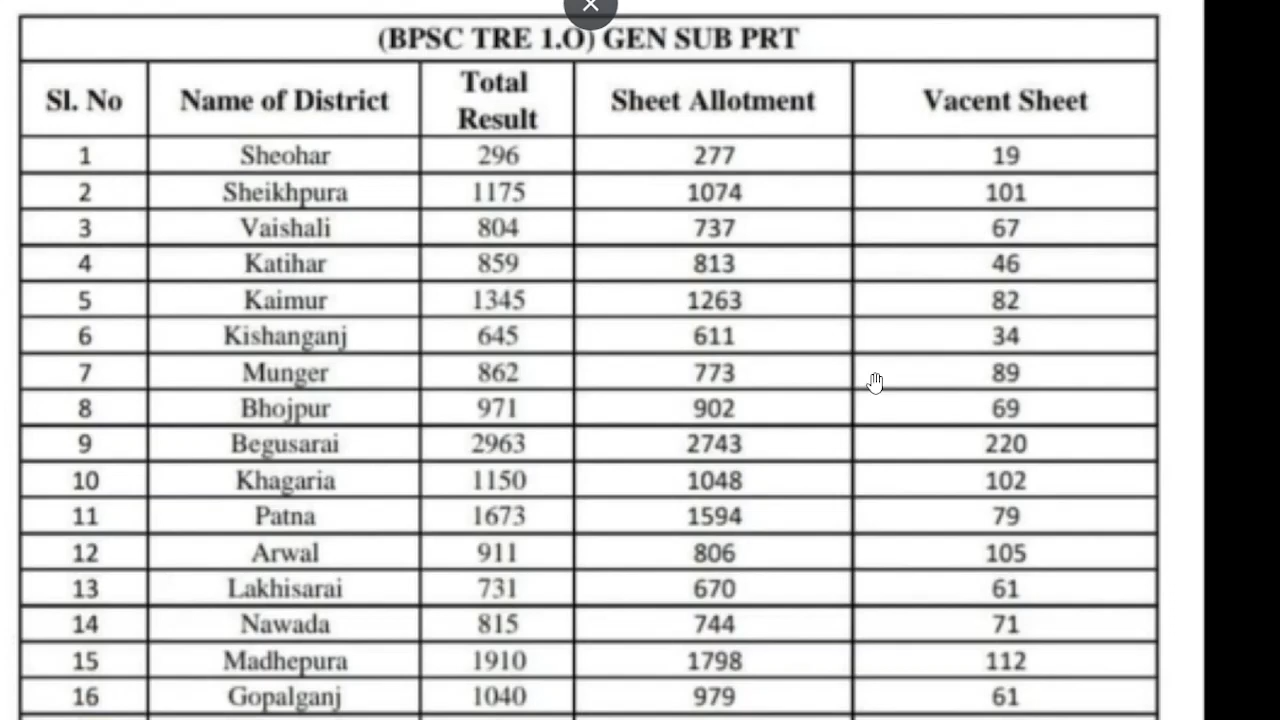 (BPSC TRE 1.O) GEN SUB PRT
Sl. No Name of District Total Result Sheet Allotment Vacent Sheet
1 Sheohar 296 277 19
2 Sheikhpura 1175 1074 101
3 Vaishali 804 737 67
4 Katihar 859 813 46
5 Kaimur 1345 1263 82
6 Kishanganj 645 611 34
7 Munger 862 773 89
8 Bhojpur 971 902 69
9 Begusarai 2963 2743 220
10 Khagaria 1150 1048 102
11 Patna 1673 1594 79
12 Arwal 911 806 105
13 Lakhisarai 731 670 61
14 Nawada 815 744 71
15 Madhepura 1910 1798 112
16 Gopalganj 1040 979 61